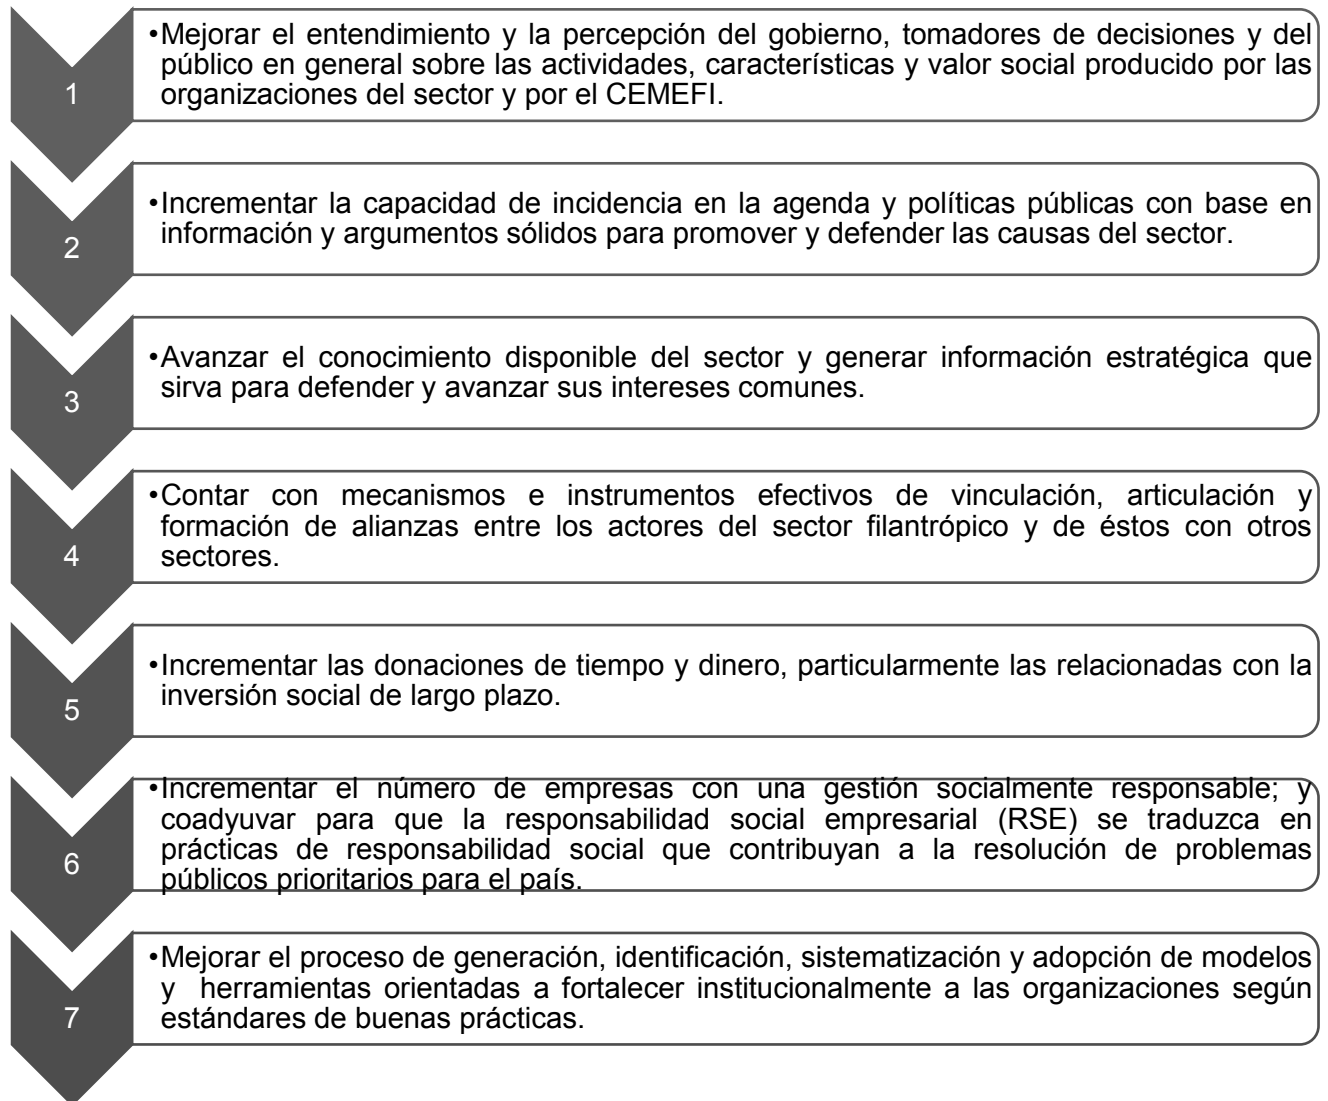 1
•Mejorar el entendimiento y la percepción del gobierno, tomadores de decisiones y del
público en general sobre las actividades, características y valor social producido por las
organizaciones del sector y por el CEMEFI.
2
•Incrementar la capacidad de incidencia en la agenda y políticas públicas con base en
información y argumentos sólidos para promover y defender las causas del sector.
3
•Avanzar el conocimiento disponible del sector y generar información estratégica que
sirva para defender y avanzar sus intereses comunes.
4
•Contar con mecanismos e instrumentos efectivos de vinculación, articulación y
formación de alianzas entre los actores del sector filantrópico y de éstos con otros
sectores.
5
•Incrementar las donaciones de tiempo y dinero, particularmente las relacionadas con la
inversión social de largo plazo.
6
•Incrementar el número de empresas con una gestión socialmente responsable; y
coadyuvar para que la responsabilidad social empresarial (RSE) se traduzca en
prácticas de responsabilidad social que contribuyan a la resolución de problemas
públicos prioritarios para el país.
7
•Mejorar el proceso de generación, identificación, sistematización y adopción de modelos
y herramientas orientadas a fortalecer institucionalmente a las organizaciones según
estándares de buenas prácticas.